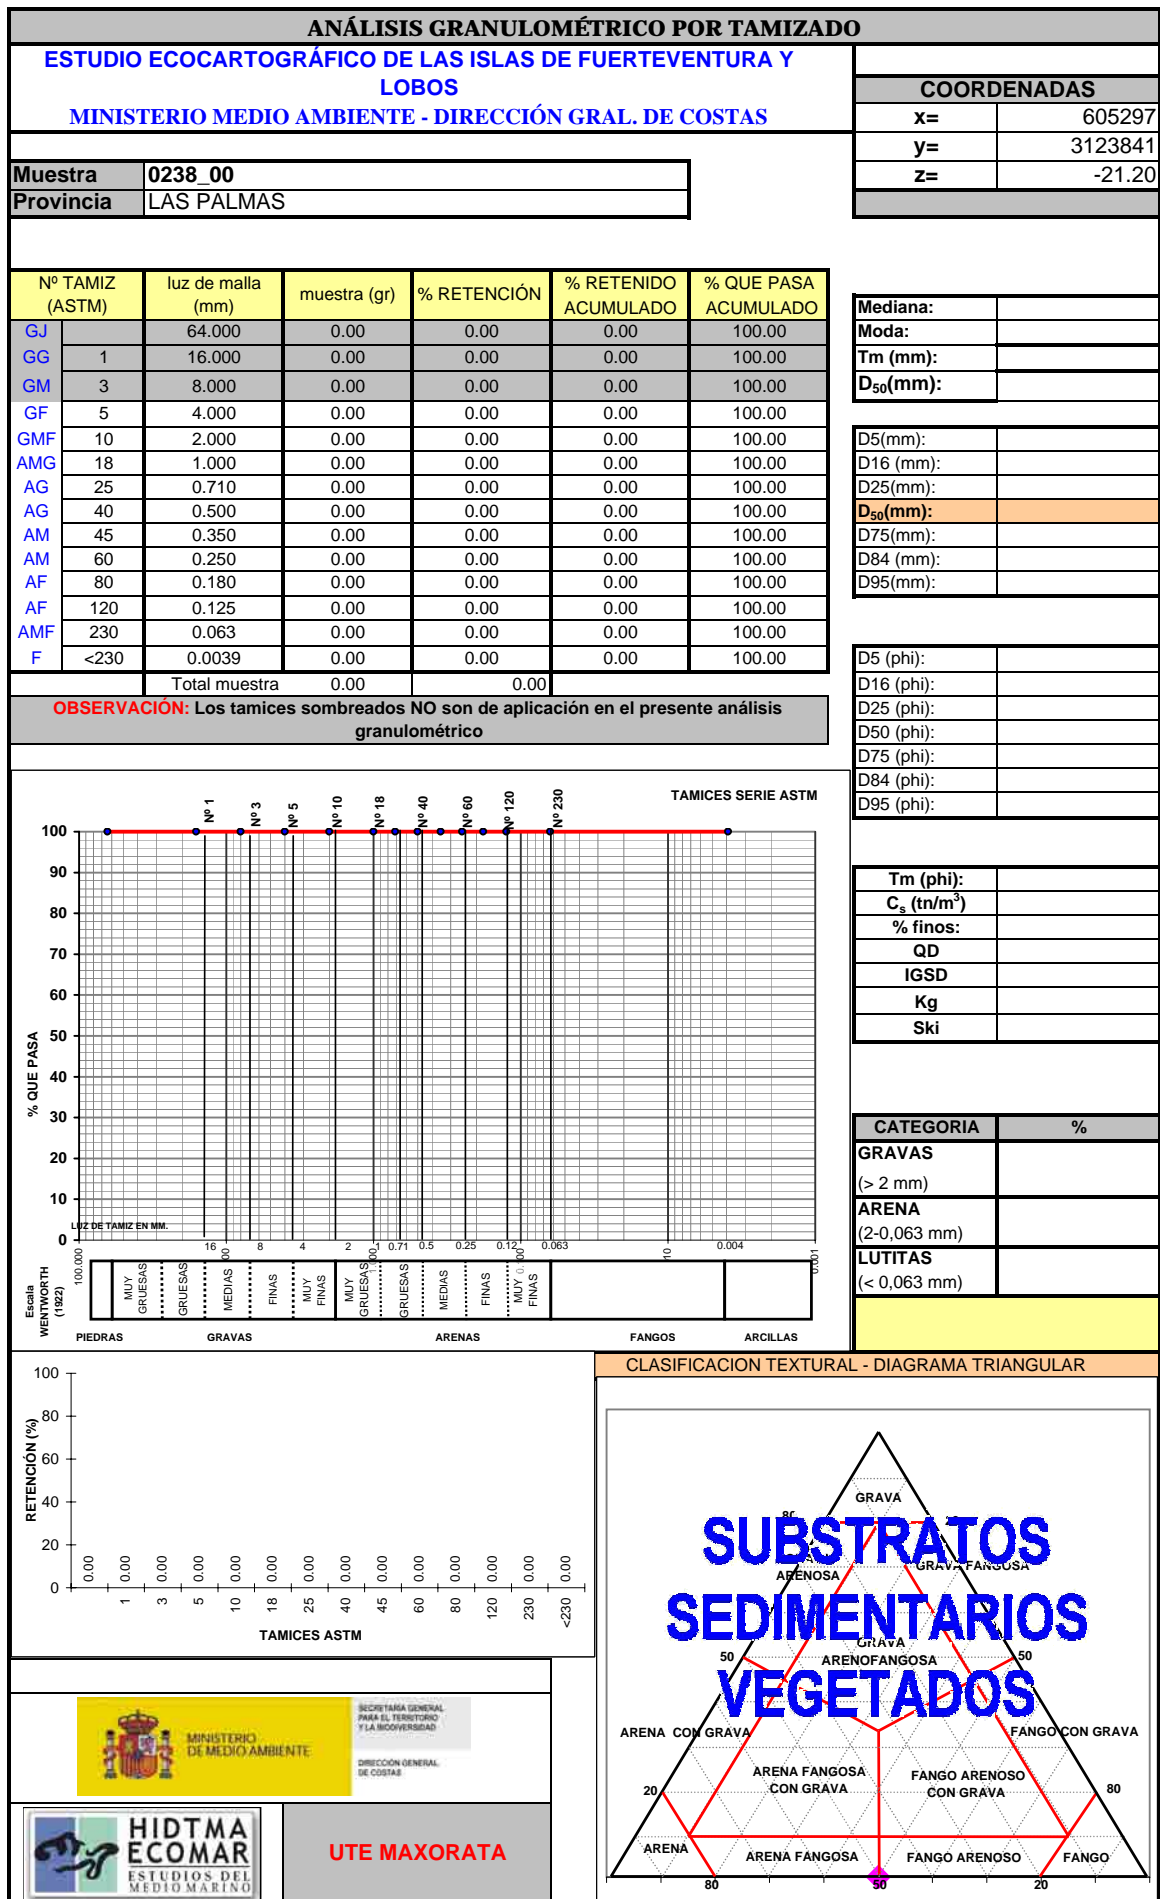 ANÁLISIS GRANULOMÉTRICO POR TAMIZADO
ESTUDIO ECOCARTOGRÁFICO DE LAS ISLAS DE FUERTEVENTURA Y
LOBOS
MINISTERIO MEDIO AMBIENTE - DIRECCIÓN GRAL. DE COSTAS
COORDENADAS
x= 605297
y= 3123841
z= -21.20
Muestra 0238_00
Provincia LAS PALMAS
Nº TAMIZ (ASTM) luz de malla (mm) muestra (gr) % RETENCIÓN % RETENIDO ACUMULADO % QUE PASA ACUMULADO
GJ 64.000 0.00 0.00 0.00 100.00
GG 1 16.000 0.00 0.00 0.00 100.00
GM 3 8.000 0.00 0.00 0.00 100.00
GF 5 4.000 0.00 0.00 0.00 100.00
GMF 10 2.000 0.00 0.00 0.00 100.00
AMG 18 1.000 0.00 0.00 0.00 100.00
AG 25 0.710 0.00 0.00 0.00 100.00
AG 40 0.500 0.00 0.00 0.00 100.00
AM 45 0.350 0.00 0.00 0.00 100.00
AM 60 0.250 0.00 0.00 0.00 100.00
AF 80 0.180 0.00 0.00 0.00 100.00
AF 120 0.125 0.00 0.00 0.00 100.00
AMF 230 0.063 0.00 0.00 0.00 100.00
F <230 0.0039 0.00 0.00 0.00 100.00
Total muestra 0.00 0.00
OBSERVACIÓN: Los tamices sombreados NO son de aplicación en el presente análisis
granulométrico
Mediana:
Moda:
Tm (mm):
D50(mm):
D5(mm):
D16 (mm):
D25(mm):
D50(mm):
D75(mm):
D84 (mm):
D95(mm):
D5 (phi):
D16 (phi):
D25 (phi):
D50 (phi):
D75 (phi):
D84 (phi):
D95 (phi):
Tm (phi):
Cs (tn/m3)
% finos:
QD
IGSD
Kg
Ski
CATEGORIA %
GRAVAS
(> 2 mm)
ARENA
(2-0,063 mm)
LUTITAS
(< 0,063 mm)
TAMICES SERIE ASTM
Nº 1 Nº 3 Nº 5 Nº 10 Nº 18 Nº 40 Nº 60 Nº 120 Nº 230
% QUE PASA
100
90
80
70
60
50
40
30
20
10
0
LUZ DE TAMIZ EN MM.
16 8 4 2 1 0.71 0.5 0.25 0.12 0.063 0.004
100.000 0.001
Escala WENTWORTH (1922)
MUY GRUESAS GRUESAS MEDIAS FINAS MUY FINAS MUY GRUESAS GRUESAS MEDIAS FINAS MUY FINAS
PIEDRAS GRAVAS ARENAS FANGOS ARCILLAS
RETENCIÓN (%)
100
80
60
40
20
0
0.00 0.00 0.00 0.00 0.00 0.00 0.00 0.00 0.00 0.00 0.00 0.00 0.00 0.00
1 3 5 10 18 25 40 45 60 80 120 230 <230
TAMICES ASTM
CLASIFICACION TEXTURAL - DIAGRAMA TRIANGULAR
GRAVA
SUBSTRATOS
ARENOSA GRAVA FANGOSA
SEDIMENTARIOS
GRAVA
ARENOFANGOSA
50 50
VEGETADOS
ARENA CON GRAVA FANGO CON GRAVA
ARENA FANGOSA CON GRAVA
FANGO ARENOSO CON GRAVA
20 80
ARENA ARENA FANGOSA FANGO ARENOSO FANGO
80 50 20
MINISTERIO
DE MEDIO AMBIENTE
SECRETARÍA GENERAL
PARA EL TERRITORIO
Y LA BIODIVERSIDAD
DIRECCIÓN GENERAL
DE COSTAS
HIDTMA
ECOMAR
ESTUDIOS DEL
MEDIO MARINO
UTE MAXORATA